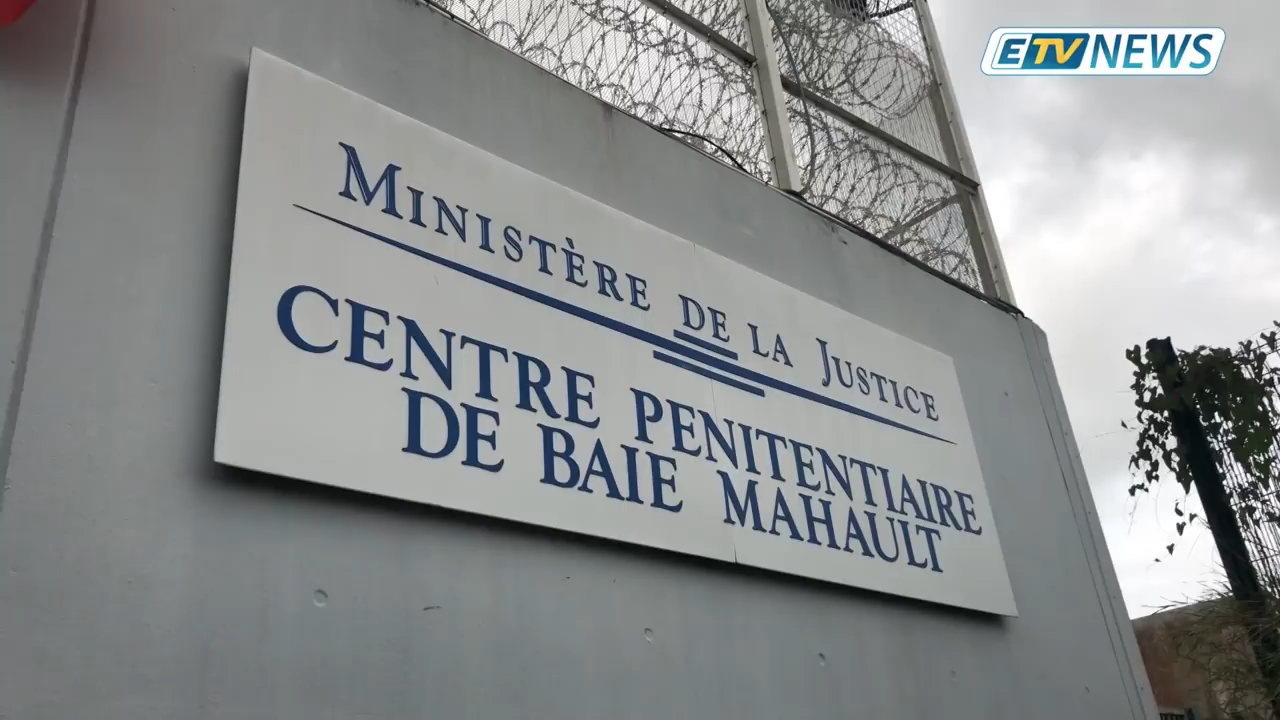 ETV NEWS
MINISTÈRE DE LA JUSTICE
CENTRE PENITENTIAIRE
DE BAIE MAHAULT